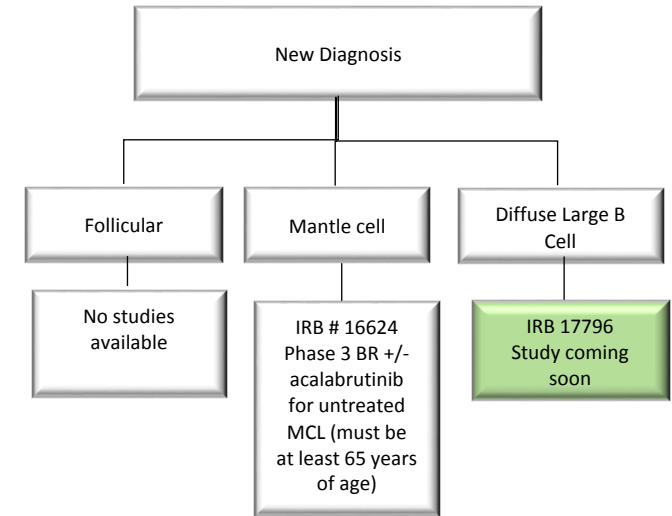 New Diagnosis
Follicular
Mantle cell
Diffuse Large B
Cell
No studies
available
IRB # 16624
Phase 3 BR +/-
acalabrutinib
for untreated
MCL (must be
at least 65 years
of age)
IRB 17796
Study coming
soon